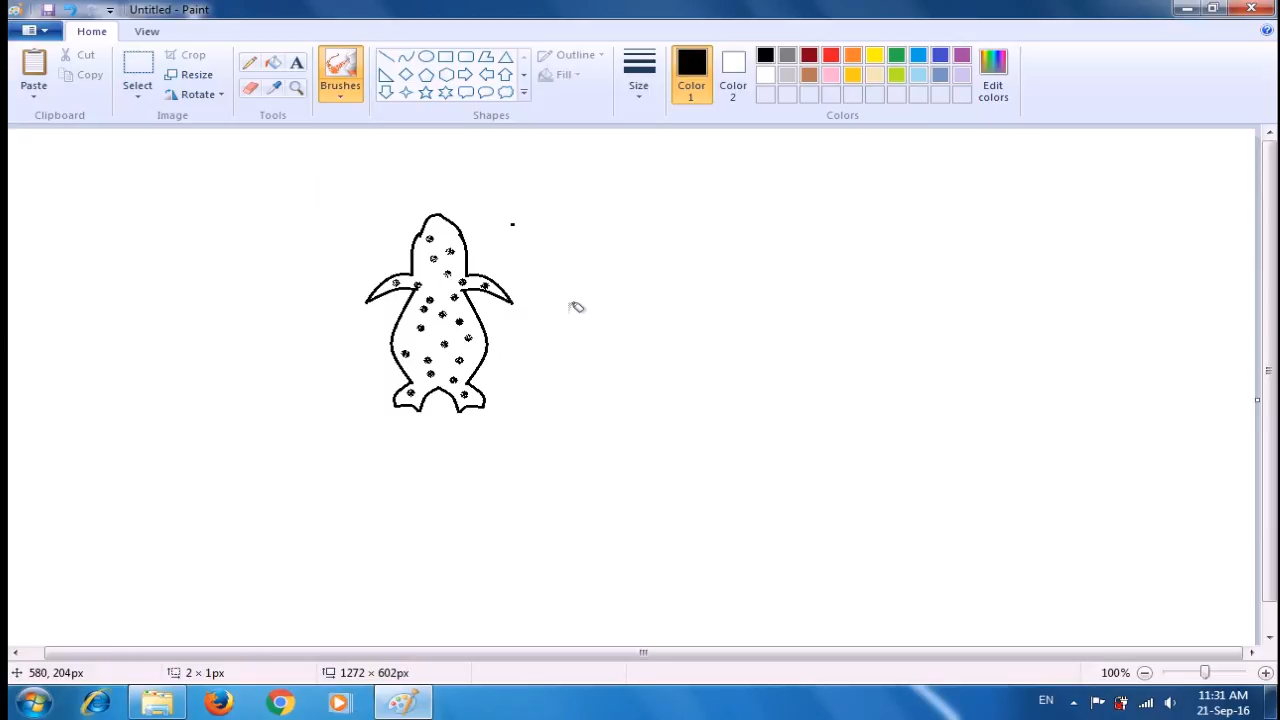 Untitled - Paint
Home View
Cut
Copy
Paste
Clipboard
Select
Crop
Resize
Rotate
Image
A
Tools
Brushes
Shapes
Outline
Fill
Size
Color 1
Color 2
Edit colors
Colors
580, 204px
2 × 1px
1272 × 602px
100%
EN
11:31 AM
21-Sep-16